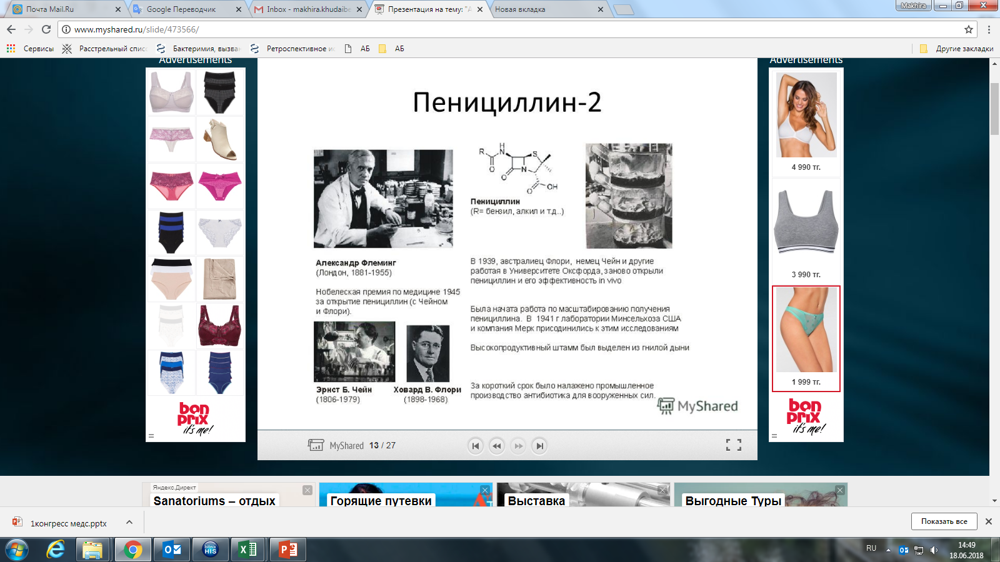 Почта Mail.Ru
Google Переводчик
Inbox - makhira.khudaibe
Презентация на тему: "А
Новая вкладка
Makhira
www.myshared.ru/slide/473566/
Сервисы
Расстрельный спис
Бактеримия, вызван
Ретроспективное ис
АБ
АБ
Другие закладки
Advertisements
Advertisements
Пенициллин-2
R
H
N
S
O
N
O
OH
O
Пенициллин
(R= бензил, алкил и т.д..)
Александр Флеминг
(Лондон, 1881-1955)
Нобелеская премия по медицине 1945
за открытие пенициллин (с Чейном
и Флори).
Эрнст Б. Чейн
(1806-1979)
Ховард В. Флори
(1898-1968)
В 1939, австралиец Флори, немец Чейн и другие
работая в Университете Оксфорда, заново открыли
пенициллин и его эффективность in vivo
Была начата работа по масштабированию получения
пенициллина. В 1941 г лаборатории Минсельхоза США
и компания Мерк присодинились к этим исследованиям
Высокопродуктивный штамм был выделен из гнилой дыни
За короткий срок было налажено промышленное
производство антибиотика для вооруженных сил.
MyShared
4 990 тг.
3 990 тг.
1 999 тг.
bon
prix
it's me!
bon
prix
it's me!
MyShared 13 / 27
Яндекс.Директ
Sanatoriums – отдых
Горящие путевки
Выставка
Выгодные Туры
1конгресс медс.pptx
Показать все
bitnix
HIS
RU
14:49
18.06.2018